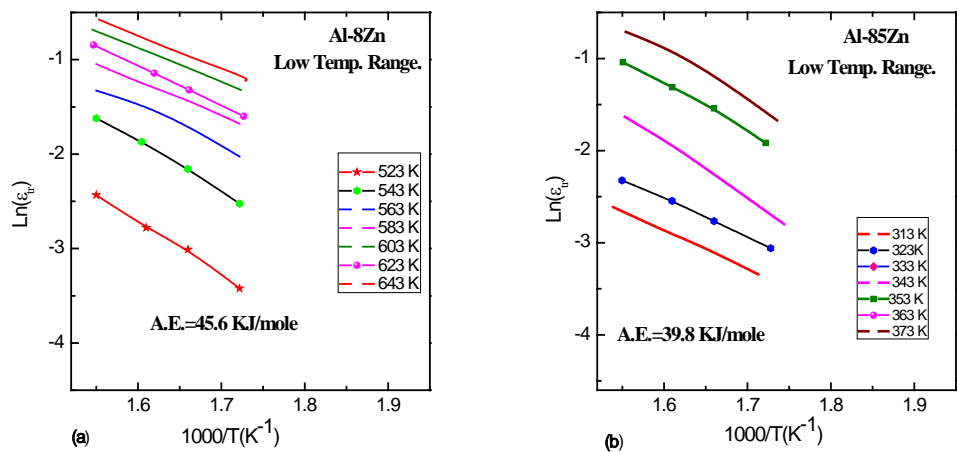 Al-8Zn
Low Temp. Range.
-1
-2
-3
-4
Ln(ε_tr)
523 K
543 K
563 K
583 K
603 K
623 K
643 K
A.E.=45.6 KJ/mole
1.6
1.7
1.8
1.9
(a)
1000/T(K⁻¹)
Al-85Zn
Low Temp. Range.
-1
-2
-3
-4
Ln(ε_tr)
313 K
323K
333 K
343 K
353 K
363 K
373 K
A.E.=39.8 KJ/mole
1.6
1.7
1.8
1.9
(b)
1000/T(K⁻¹)